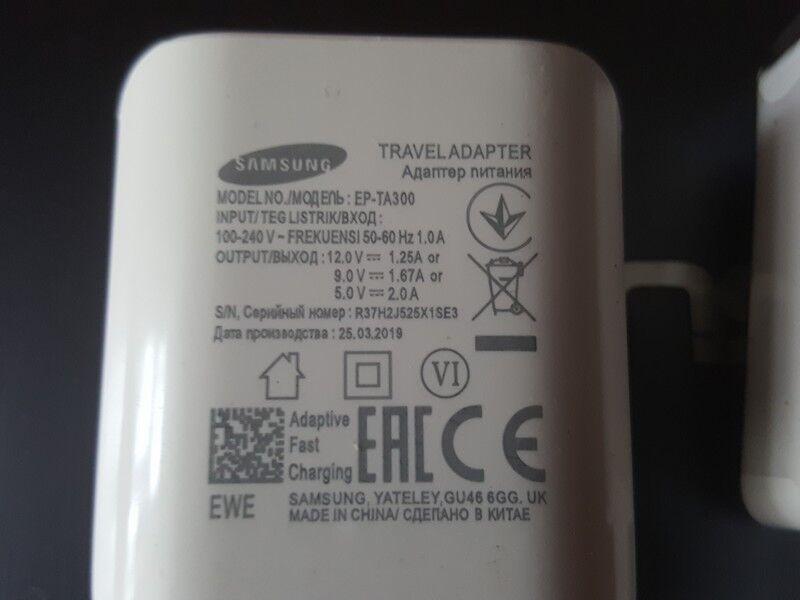 SAMSUNG
TRAVEL ADAPTER
Адаптер питания
MODEL NO./МОДЕЛЬ : EP-TA300
INPUT/TEG LISTRIK/ВХОД :
100-240 V ~ FREKUENSI 50-60 Hz 1.0 A
OUTPUT/ВЫХОД : 12.0 V ⎓ 1.25A or
9.0 V ⎓ 1.67A or
5.0 V ⎓ 2.0 A
S/N, Серийный номер : R37H2J525X1SE3
Дата производства : 25.03.2019
VI
Adaptive
Fast
Charging
EAC CE
EWE
SAMSUNG, YATELEY,GU46 6GG, UK
MADE IN CHINA/ СДЕЛАНО В КИТАЕ